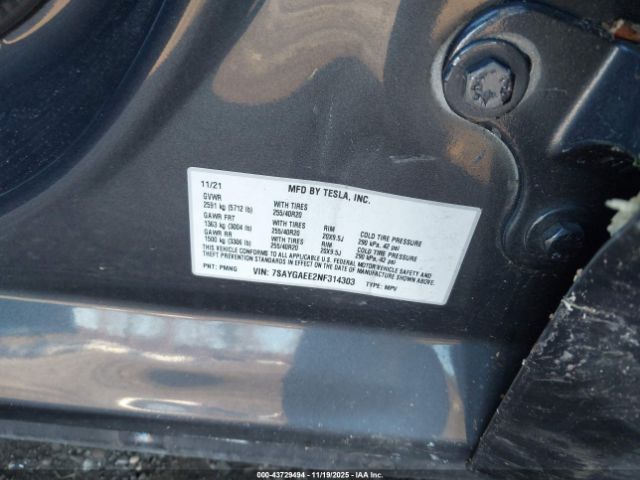 11/21 MFD BY TESLA, INC.
GVWR WITH TIRES
2591 kg (5712 lb) 255/40R20
GAWR FRT WITH TIRES RIM COLD TIRE PRESSURE
1363 kg (3004 lb) 255/40R20 20X9.5J 290 kPa, 42 psi
GAWR RR WITH TIRES RIM COLD TIRE PRESSURE
1500 kg (3306 lb) 255/40R20 20X9.5J 290 kPa, 42 psi
THIS VEHICLE CONFORMS TO ALL APPLICABLE U.S. FEDERAL MOTOR VEHICLE SAFETY AND
THEFT PREVENTION STANDARDS IN EFFECT ON THE DATE OF MANUFACTURE SHOWN ABOVE.
PNT: PMNG VIN: 7SAYGAEE2NF314303 TYPE: MPV
000-43729494 - 11/19/2025 - IAAI.COM